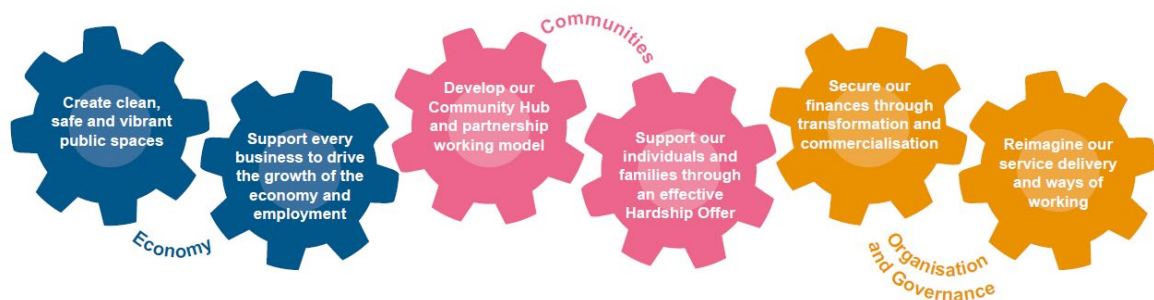 Create clean,
safe and vibrant
public spaces
Support every
business to drive
the growth of the
economy and
employment
Economy
Communities
Develop our
Community Hub
and partnership
working model
Support our
individuals and
families through
an effective
Hardship Offer
Secure our
finances through
transformation and
commercialisation
Reimagine our
service delivery
and ways of
working
Organisation
and Governance